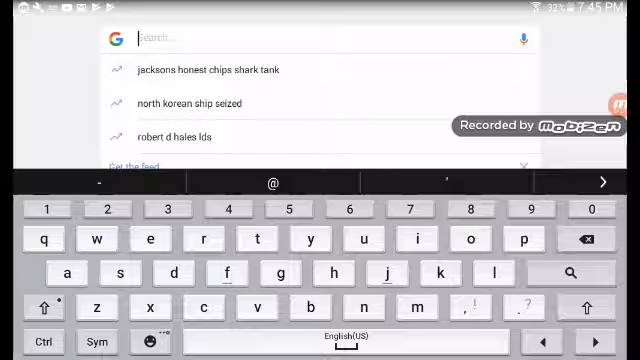 32% 7:45 PM
Search...
jacksons honest chips shark tank
north korean ship seized
robert d hales lds
Recorded by mobizen
Get the feed
- @ '
1 2 3 4 5 6 7 8 9 0
q w e r t y u i o p
a s d f g h j k l
z x c v b n m ,! .?
Ctrl Sym English(US)